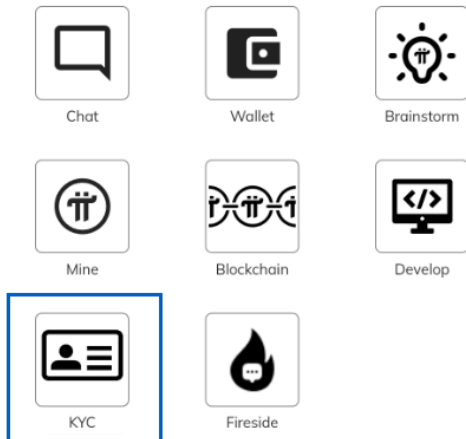 Chat
Wallet
Brainstorm
Mine
Blockchain
Develop
KYC
Fireside